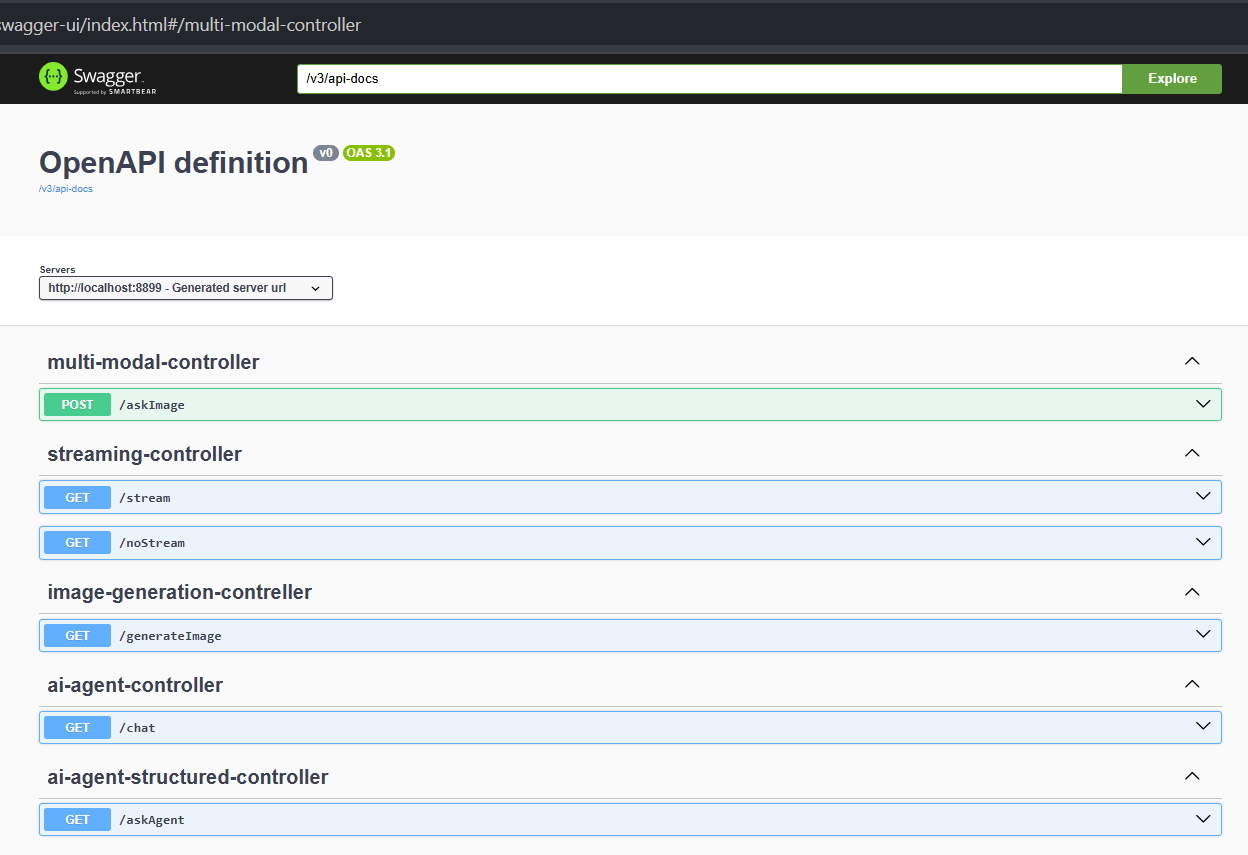 swagger-ui/index.html#/multi-modal-controller
Swagger
Supported by SMARTBEAR
/v3/api-docs
Explore
OpenAPI definition v0 OAS 3.1
/v3/api-docs
Servers
http://localhost:8899 - Generated server url
multi-modal-controller
POST /askImage
streaming-controller
GET /stream
GET /noStream
image-generation-contreller
GET /generateImage
ai-agent-controller
GET /chat
ai-agent-structured-controller
GET /askAgent